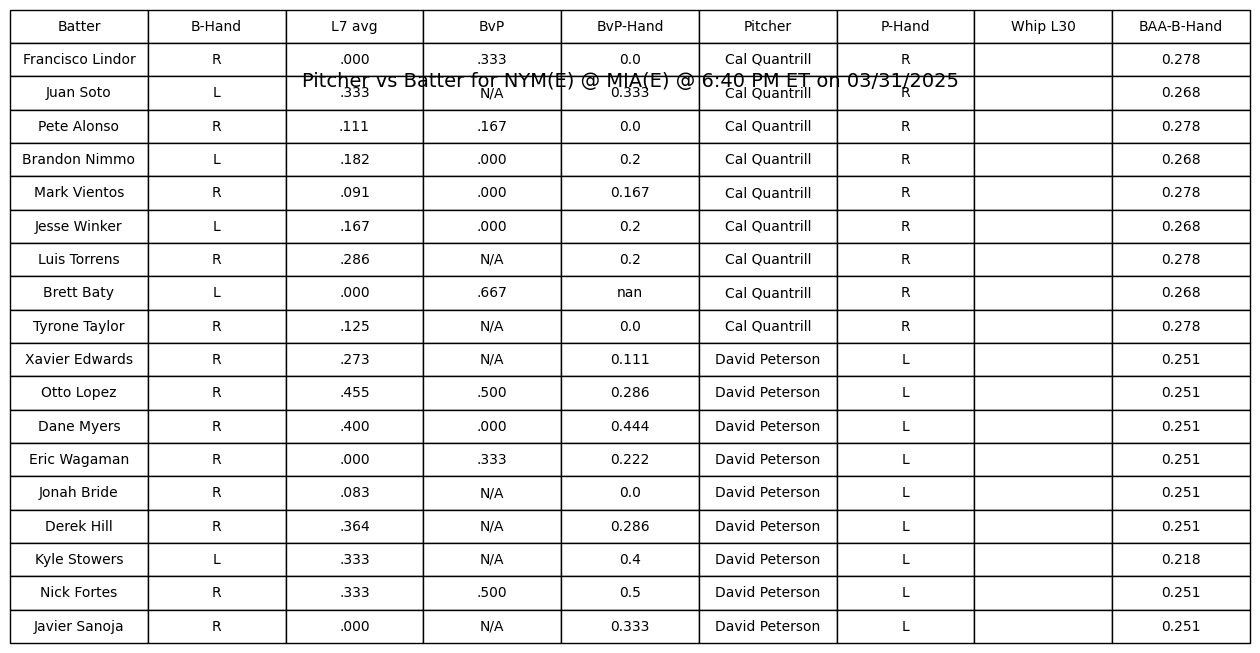 Batter B-Hand L7 avg BvP BvP-Hand Pitcher P-Hand Whip L30 BAA-B-Hand
Francisco Lindor R .000 .333 0.0 Cal Quantrill R 0.278
Pitcher vs Batter for NYM(E) @ MIA(E) @ 6:40 PM ET on 03/31/2025
Juan Soto L .333 N/A 0.333 Cal Quantrill R 0.268
Pete Alonso R .111 .167 0.0 Cal Quantrill R 0.278
Brandon Nimmo L .182 .000 0.2 Cal Quantrill R 0.268
Mark Vientos R .091 .000 0.167 Cal Quantrill R 0.278
Jesse Winker L .167 .000 0.2 Cal Quantrill R 0.268
Luis Torrens R .286 N/A 0.2 Cal Quantrill R 0.278
Brett Baty L .000 .667 nan Cal Quantrill R 0.268
Tyrone Taylor R .125 N/A 0.0 Cal Quantrill R 0.278
Xavier Edwards R .273 N/A 0.111 David Peterson L 0.251
Otto Lopez R .455 .500 0.286 David Peterson L 0.251
Dane Myers R .400 .000 0.444 David Peterson L 0.251
Eric Wagaman R .000 .333 0.222 David Peterson L 0.251
Jonah Bride R .083 N/A 0.0 David Peterson L 0.251
Derek Hill R .364 N/A 0.286 David Peterson L 0.251
Kyle Stowers L .333 N/A 0.4 David Peterson L 0.218
Nick Fortes R .333 .500 0.5 David Peterson L 0.251
Javier Sanoja R .000 N/A 0.333 David Peterson L 0.251